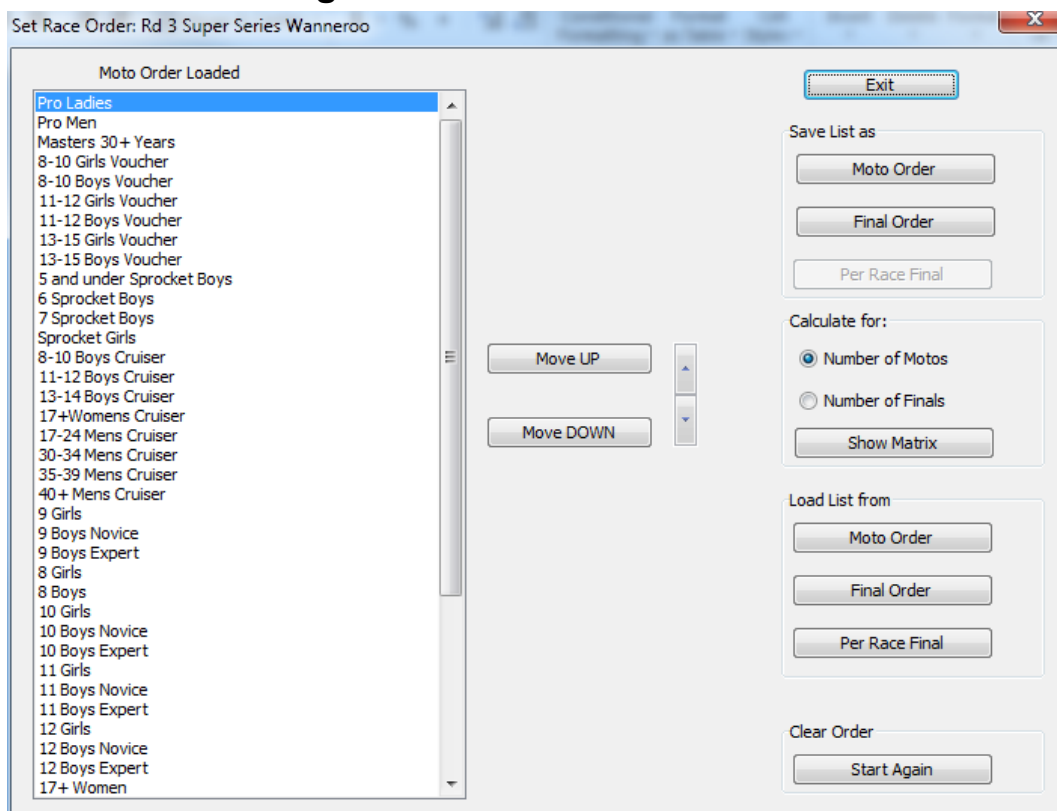 Set Race Order: Rd 3 Super Series Wanneroo
Moto Order Loaded
Pro Ladies
Pro Men
Masters 30+ Years
8-10 Girls Voucher
8-10 Boys Voucher
11-12 Girls Voucher
11-12 Boys Voucher
13-15 Girls Voucher
13-15 Boys Voucher
5 and under Sprocket Boys
6 Sprocket Boys
7 Sprocket Boys
Sprocket Girls
8-10 Boys Cruiser
11-12 Boys Cruiser
13-14 Boys Cruiser
17+Womens Cruiser
17-24 Mens Cruiser
30-34 Mens Cruiser
35-39 Mens Cruiser
40+ Mens Cruiser
9 Girls
9 Boys Novice
9 Boys Expert
8 Girls
8 Boys
10 Girls
10 Boys Novice
10 Boys Expert
11 Girls
11 Boys Novice
11 Boys Expert
12 Girls
12 Boys Novice
12 Boys Expert
17+ Women
Move UP
Move DOWN
Exit
Save List as
Moto Order
Final Order
Per Race Final
Calculate for:
Number of Motos
Number of Finals
Show Matrix
Load List from
Moto Order
Final Order
Per Race Final
Clear Order
Start Again